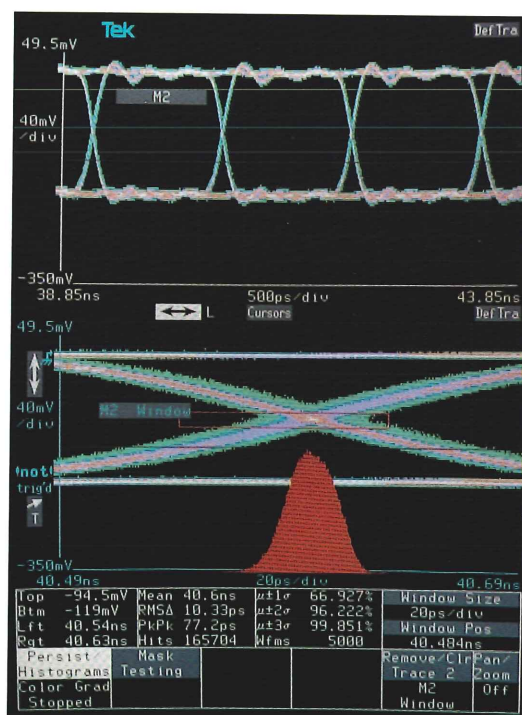 Tek
DefTra
49.5mV
M2
40mV
/div
-350mV
38.85ns
500ps/div
43.85ns
L
Cursors
DefTra
49.5mV
40mV
/div
M2 Window
not
trig'd
T
-350mV
40.49ns
20ps/div
40.69ns
Top -94.5mV Mean 40.6ns µ±1σ 66.927% Window Size
Btm -119mV RMSΔ 10.33ps µ±2σ 96.222% 20ps/div
Lft 40.54ns PkPk 77.2ps µ±3σ 99.851% Window Pos
Rgt 40.63ns Hits 165704 Wfms 5000 40.484ns
Persist/ Mask Remove/Clr Pan/
Histograms Testing Trace 2 Zoom
Color Grad M2 Off
Stopped Window